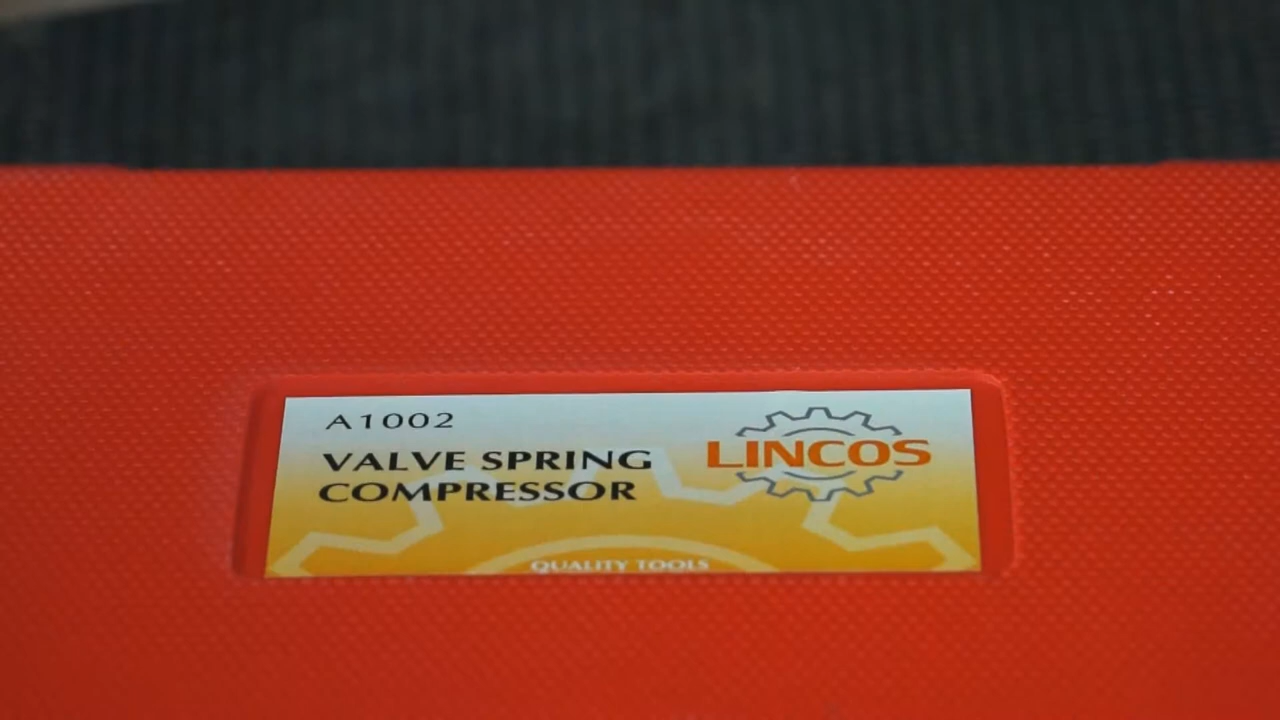 A1002
VALVE SPRING
COMPRESSOR
LINCOS
QUALITY TOOLS